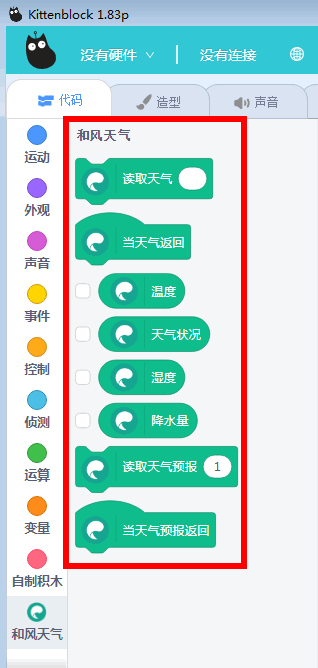 Kittenblock 1.83p
没有硬件 没有连接
代码 造型 声音
运动
外观
声音
事件
控制
侦测
运算
变量
自制积木
和风天气
和风天气
读取天气
当天气返回
温度
天气状况
湿度
降水量
读取天气预报 1
当天气预报返回